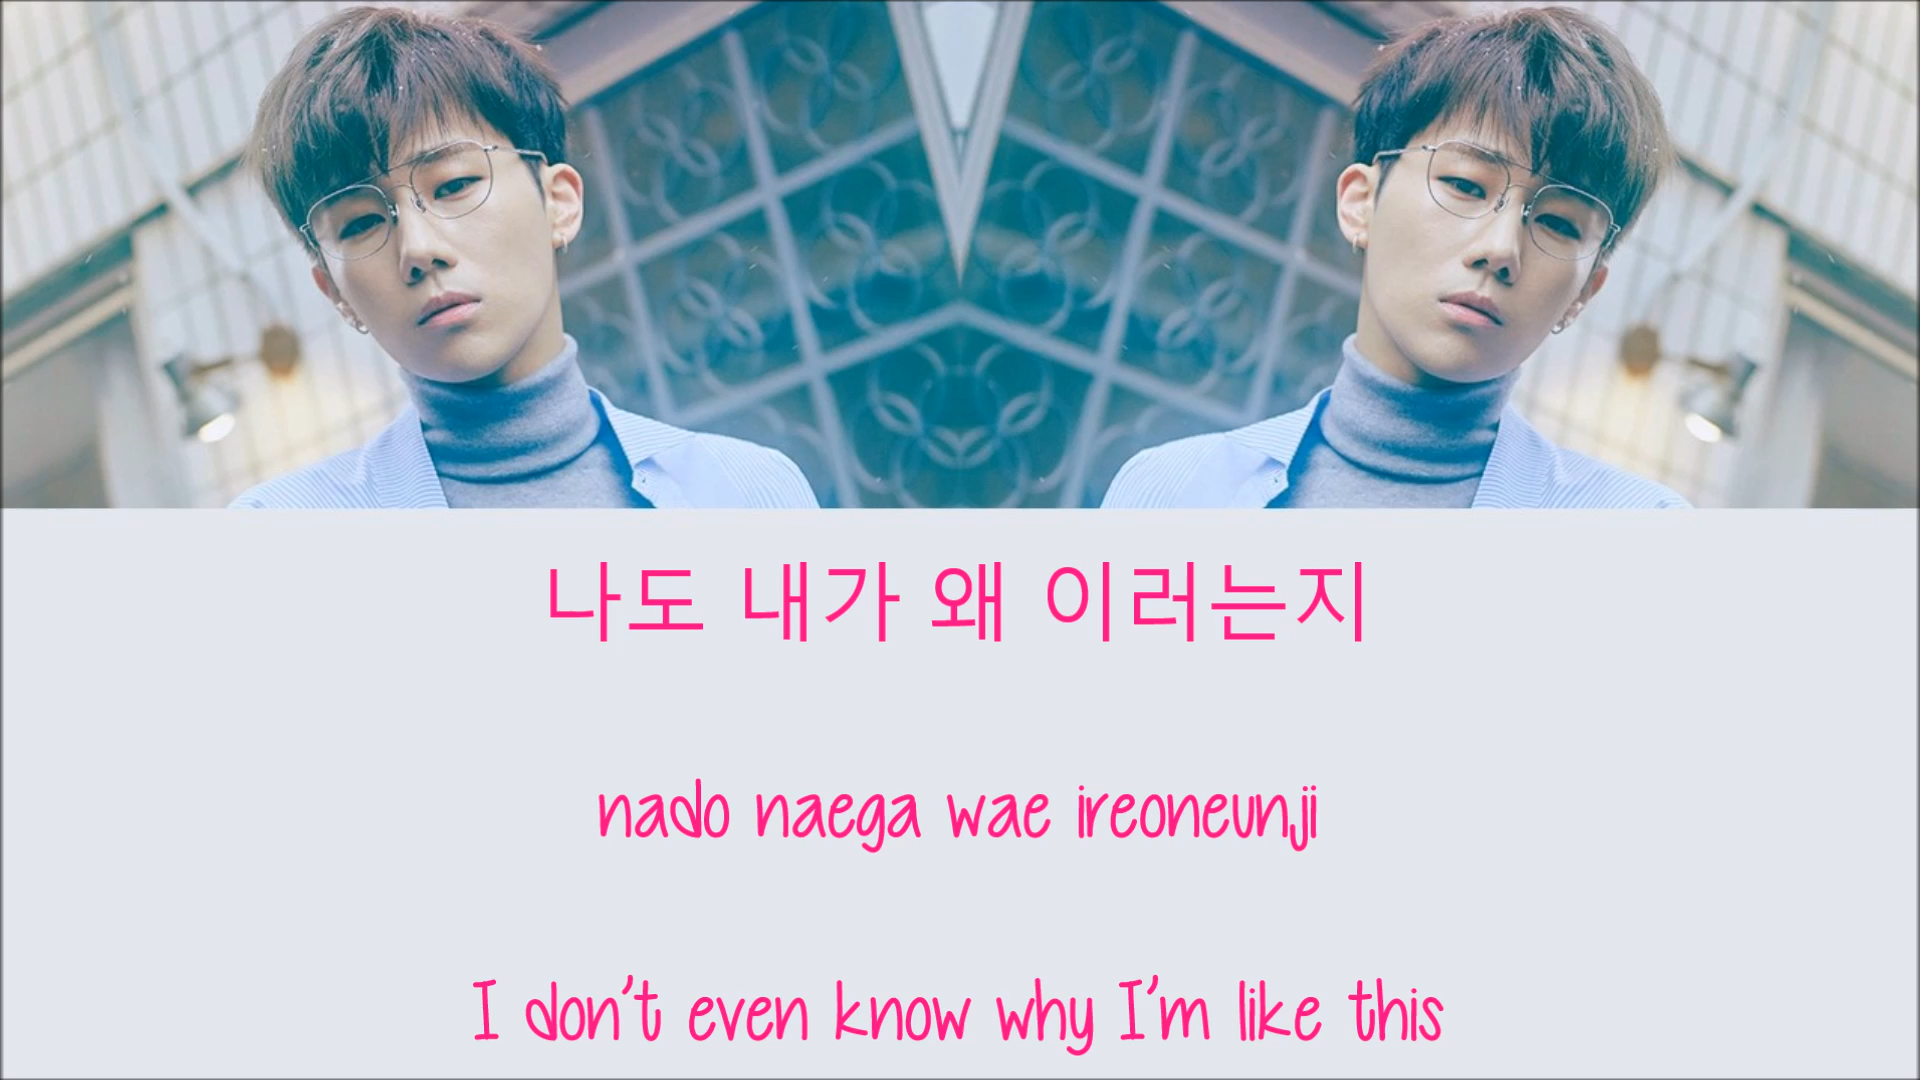 나도 내가 왜 이러는지
nado naega wae ireoneunji
I don't even know why I'm like this